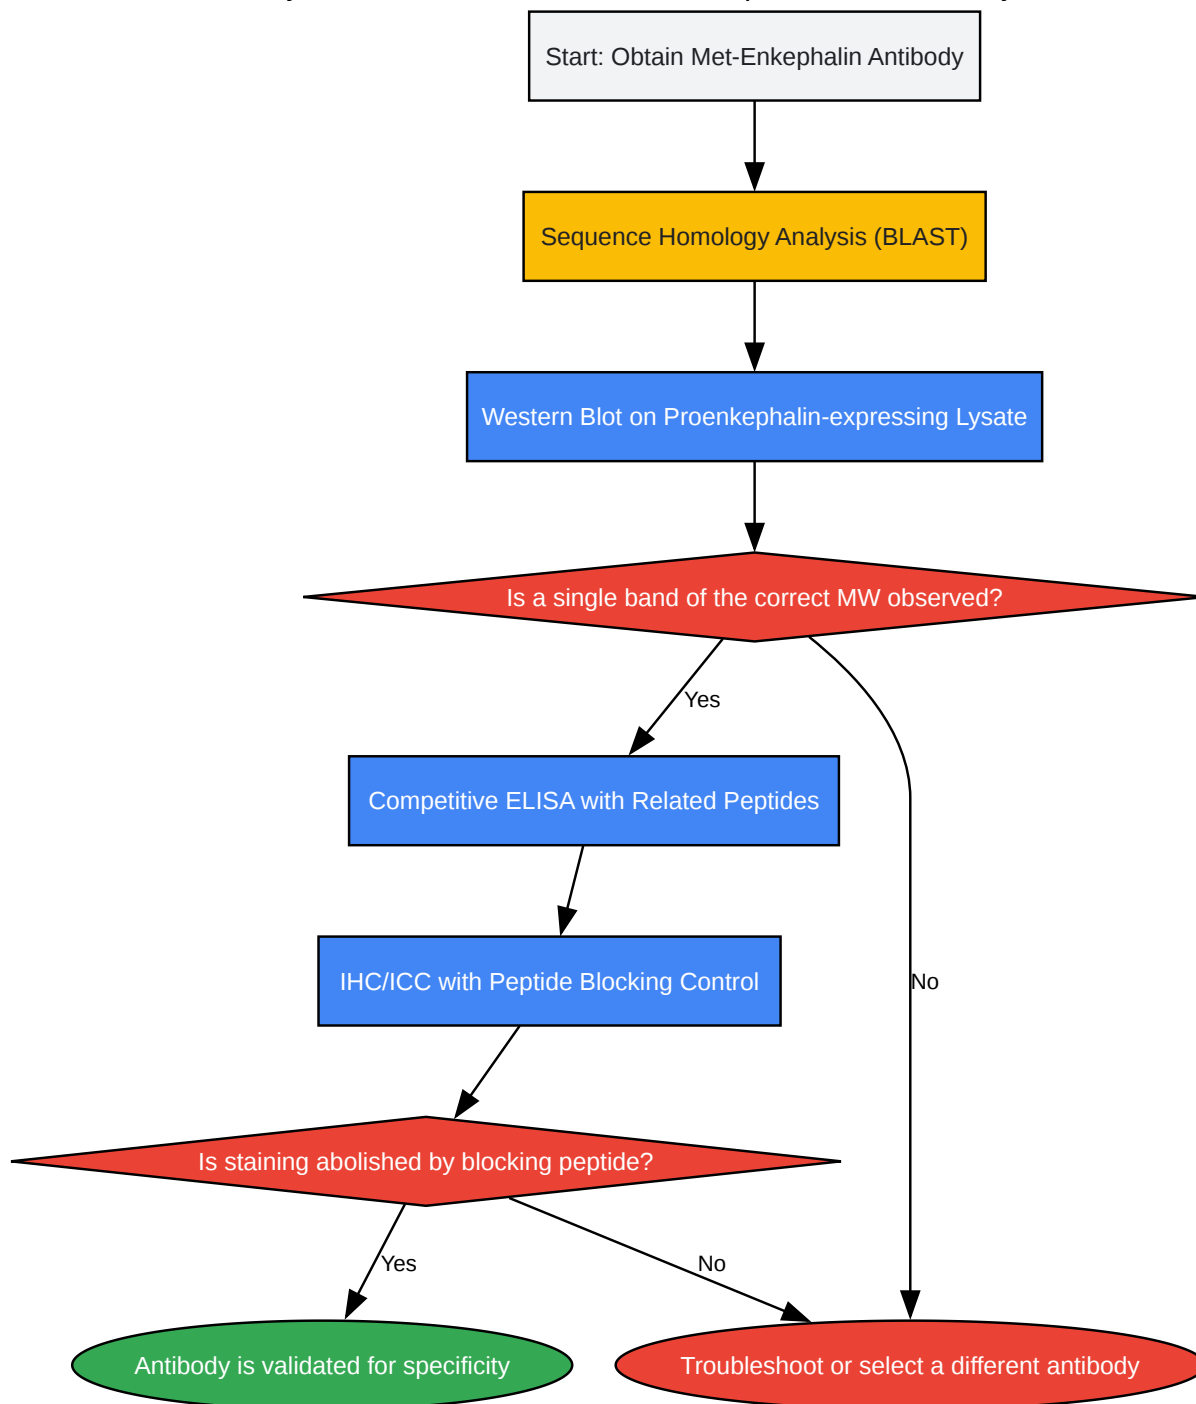 Start: Obtain Met-Enkephalin Antibody
Sequence Homology Analysis (BLAST)
Western Blot on Proenkephalin-expressing Lysate
Is a single band of the correct MW observed?
Yes
Competitive ELISA with Related Peptides
IHC/ICC with Peptide Blocking Control
No
Is staining abolished by blocking peptide?
Yes
No
Antibody is validated for specificity
Troubleshoot or select a different antibody